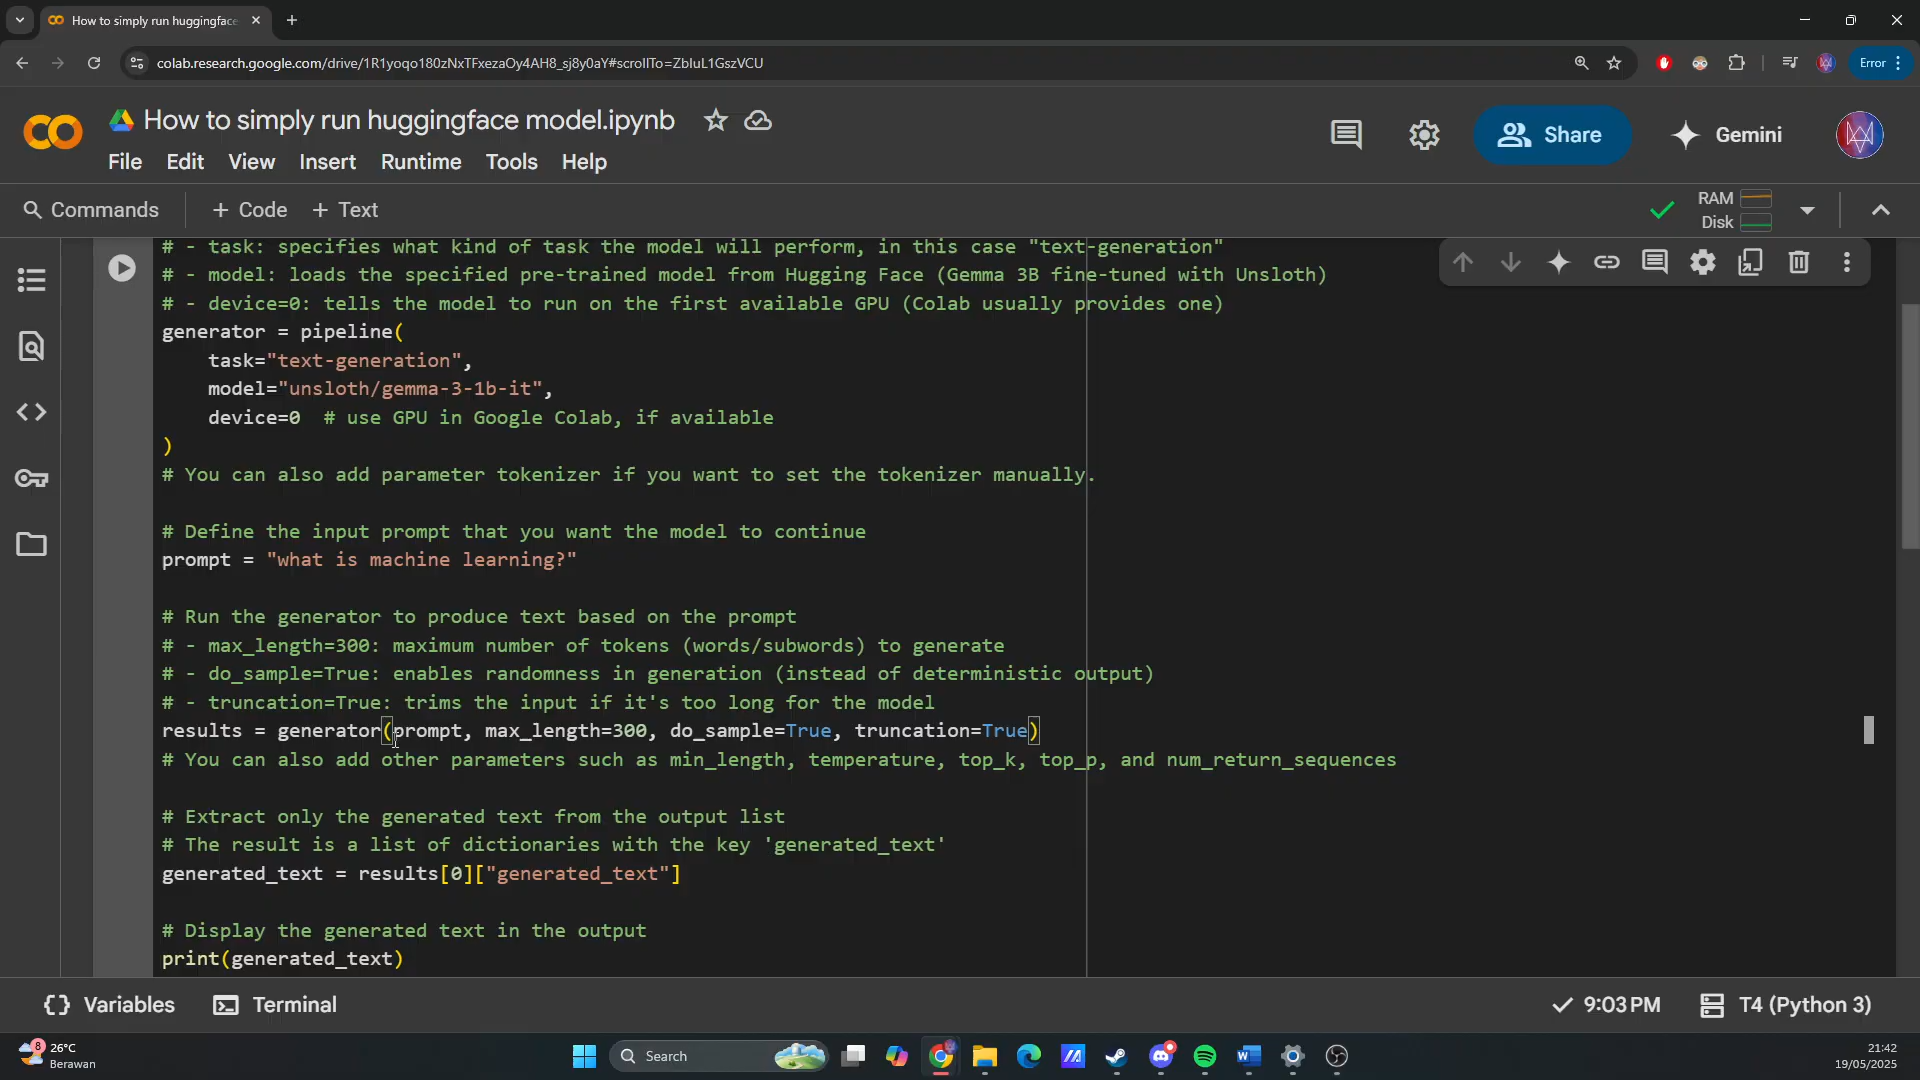 How to simply run huggingface
colab.research.google.com/drive/1R1yoqo180zNxTFxezaOy4AH8_sj8y0aY#scrollTo=ZbIuL1GszVCU
Error
How to simply run huggingface model.ipynb
Share
Gemini
File Edit View Insert Runtime Tools Help
Commands + Code + Text
RAM
Disk
# - task: specifies what kind of task the model will perform, in this case "text-generation"
# - model: loads the specified pre-trained model from Hugging Face (Gemma 3B fine-tuned with Unsloth)
# - device=0: tells the model to run on the first available GPU (Colab usually provides one)
generator = pipeline(
    task="text-generation",
    model="unsloth/gemma-3-1b-it",
    device=0  # use GPU in Google Colab, if available
)
# You can also add parameter tokenizer if you want to set the tokenizer manually.
# Define the input prompt that you want the model to continue
prompt = "what is machine learning?"
# Run the generator to produce text based on the prompt
# - max_length=300: maximum number of tokens (words/subwords) to generate
# - do_sample=True: enables randomness in generation (instead of deterministic output)
# - truncation=True: trims the input if it's too long for the model
results = generator(prompt, max_length=300, do_sample=True, truncation=True)
# You can also add other parameters such as min_length, temperature, top_k, top_p, and num_return_sequences
# Extract only the generated text from the output list
# The result is a list of dictionaries with the key 'generated_text'
generated_text = results[0]["generated_text"]
# Display the generated text in the output
print(generated_text)
Variables Terminal
9:03 PM T4 (Python 3)
8
26°C
Berawan
Search
21:42
19/05/2025